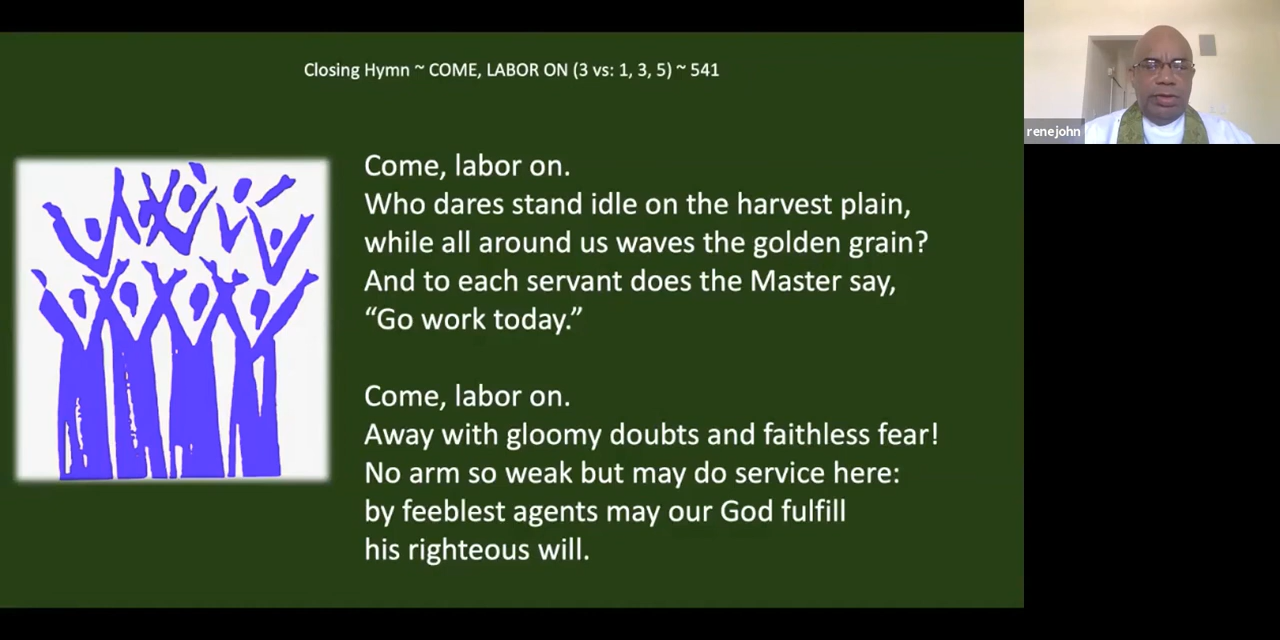 Closing Hymn ~ COME, LABOR ON (3 vs: 1, 3, 5) ~ 541
Come, labor on.
Who dares stand idle on the harvest plain,
while all around us waves the golden grain?
And to each servant does the Master say,
“Go work today.”
Come, labor on.
Away with gloomy doubts and faithless fear!
No arm so weak but may do service here:
by feeblest agents may our God fulfill
his righteous will.
renejohn